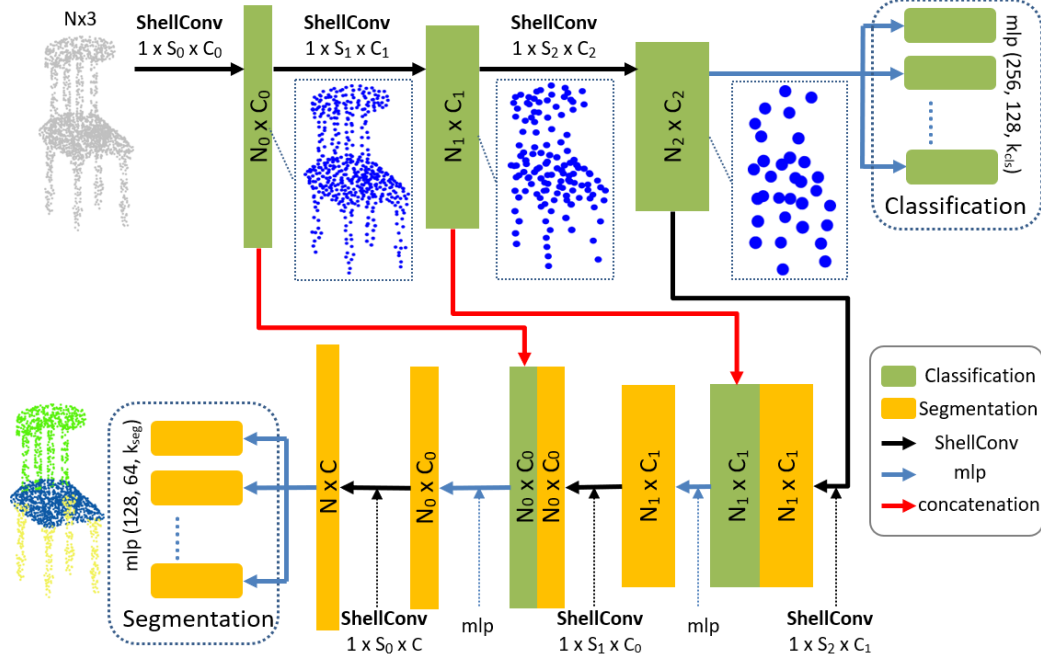 Nx3
ShellConv
1 x S₀ x C₀
ShellConv
1 x S₁ x C₁
ShellConv
1 x S₂ x C₂
N₀ x C₀
N₁ x C₁
N₂ x C₂
mlp (256, 128, k_cls)
Classification
N x C
N₀ x C₀
N₀ x C₀
N₀ x C₀
N₁ x C₁
N₁ x C₁
N₁ x C₁
mlp (128, 64, k_seg)
Segmentation
ShellConv
1 x S₀ x C
mlp
ShellConv
1 x S₁ x C₀
mlp
ShellConv
1 x S₂ x C₁
Classification
Segmentation
ShellConv
mlp
concatenation